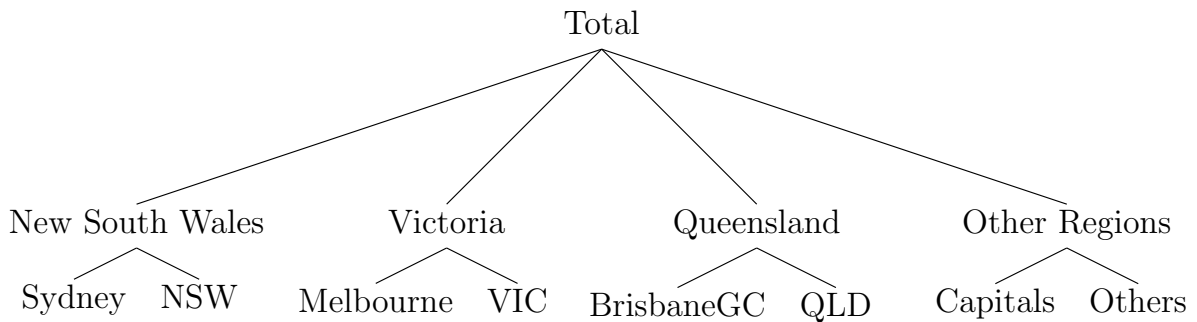 Total
New South Wales Victoria Queensland Other Regions
Sydney NSW Melbourne VIC BrisbaneGC QLD Capitals Others